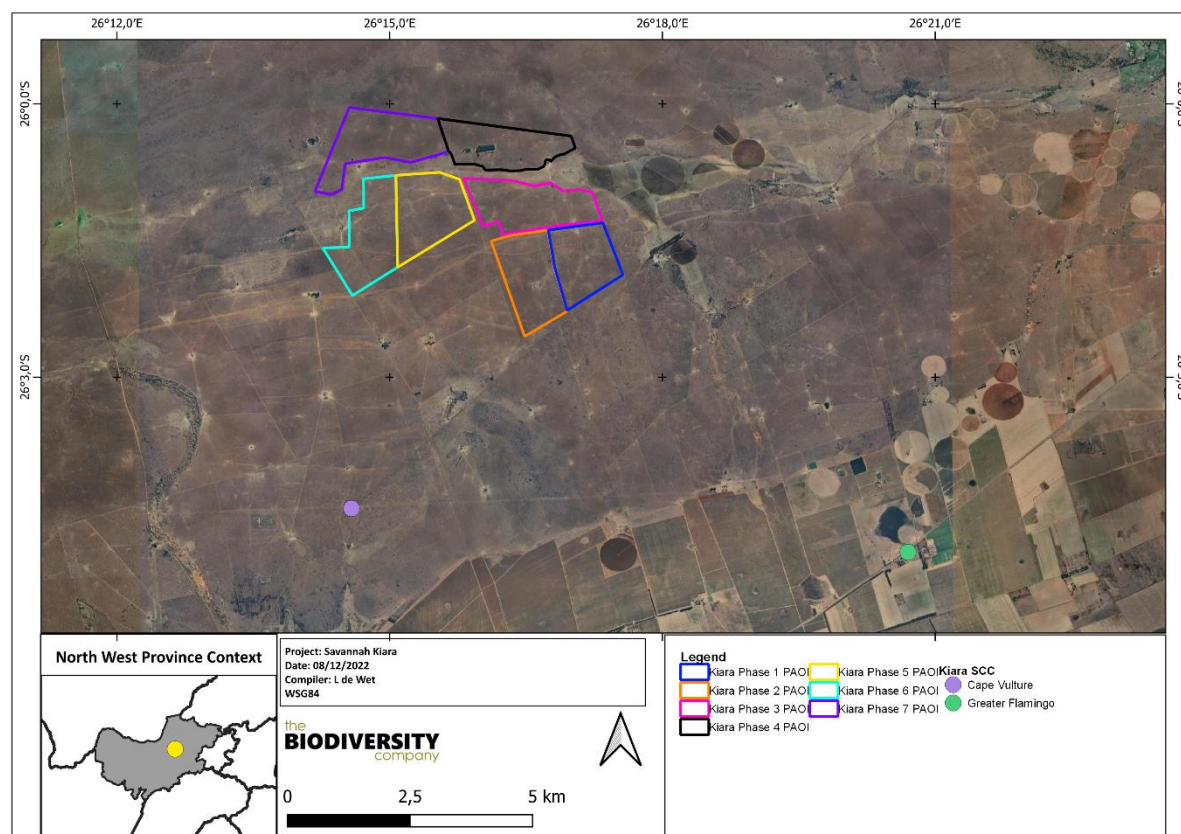 26°12,0'E 26°15,0'E 26°18,0'E 26°21,0'E
26°0,0'S
26°3,0'S
North West Province Context
Project: Savannah Kiara
Date: 08/12/2022
Compiler: L de Wet
WSG84
the
BIODIVERSITY
company
0 2,5 5 km
Legend
Kiara Phase 1 PAOI
Kiara Phase 2 PAOI
Kiara Phase 3 PAOI
Kiara Phase 4 PAOI
Kiara Phase 5 PAOI
Kiara Phase 6 PAOI
Kiara Phase 7 PAOI
Kiara SCC
Cape Vulture
Greater Flamingo